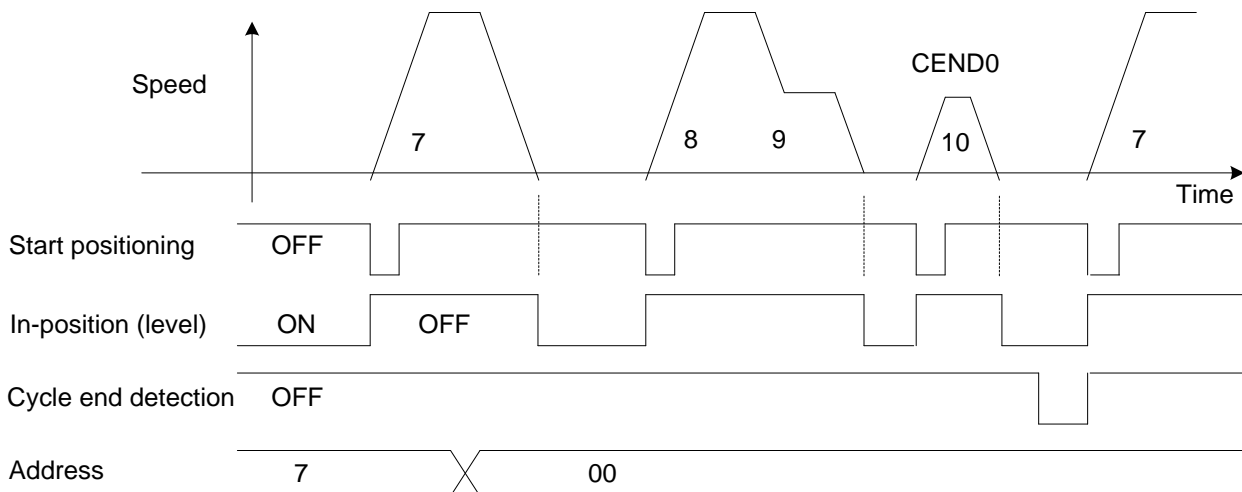 CEND0
Speed
7
8
9
10
7
Time
Start positioning
OFF
In-position (level)
ON
OFF
Cycle end detection
OFF
Address
7
00